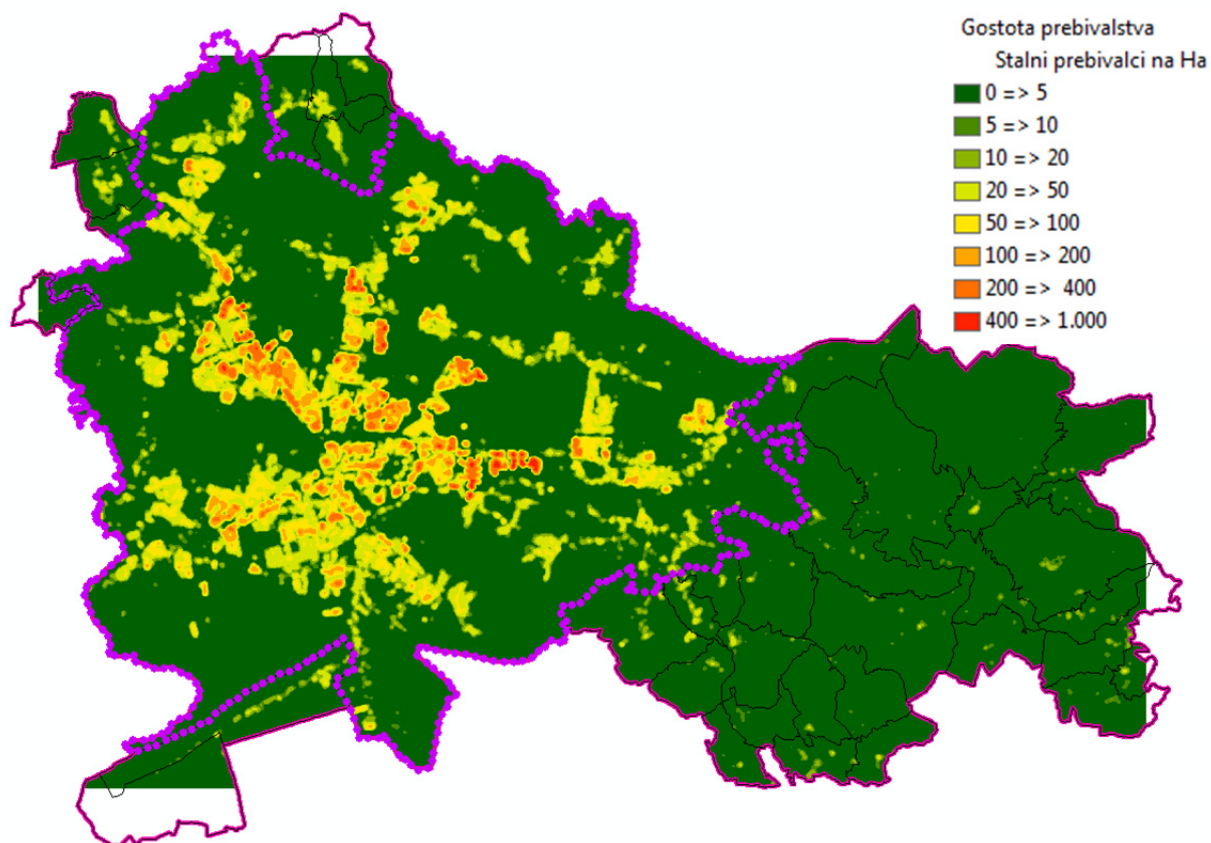 Gostota prebivalstva
Stalni prebivalci na Ha
0 => 5
5 => 10
10 => 20
20 => 50
50 => 100
100 => 200
200 =>  400
400 => 1.000